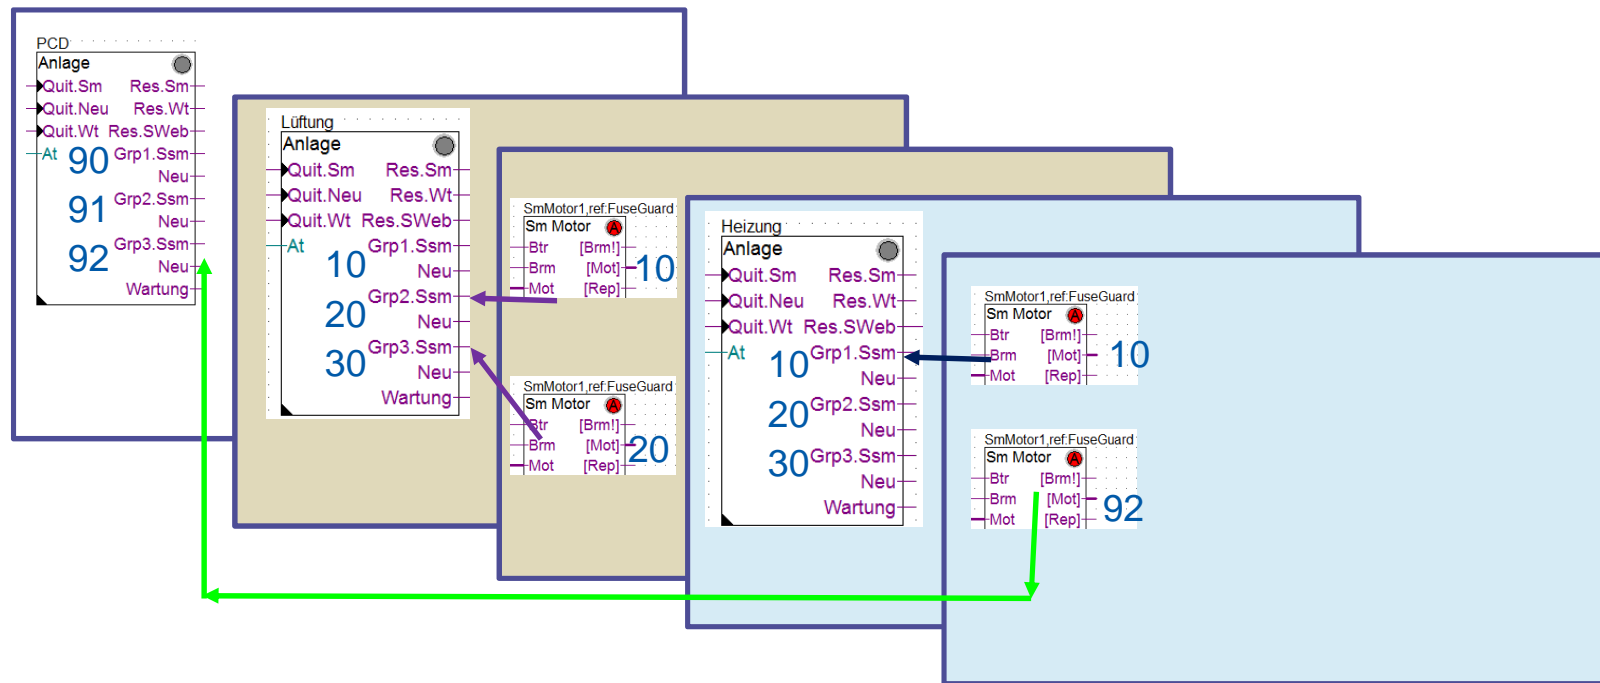 PCD
Anlage
Quit.Sm Res.Sm
Quit.Neu Res.Wt
Quit.Wt Res.SWeb
At 90 Grp1.Ssm
Neu
91 Grp2.Ssm
Neu
92 Grp3.Ssm
Neu
Wartung
Lüftung
Anlage
Quit.Sm Res.Sm
Quit.Neu Res.Wt
Quit.Wt Res.SWeb
At Grp1.Ssm
10
Neu
Grp2.Ssm
20
Neu
Grp3.Ssm
30
Neu
Wartung
SmMotor1,ref:FuseGuard
Sm Motor A
Btr [Brm!]
Brm [Mot] 10
Mot [Rep]
SmMotor1,ref:FuseGuard
Sm Motor A
Btr [Brm!]
Brm [Mot] 20
Mot [Rep]
Heizung
Anlage
Quit.Sm Res.Sm
Quit.Neu Res.Wt
Quit.Wt Res.SWeb
At 10 Grp1.Ssm
Neu
20 Grp2.Ssm
Neu
30 Grp3.Ssm
Neu
Wartung
SmMotor1,ref:FuseGuard
Sm Motor A
Btr [Brm!]
Brm [Mot] 10
Mot [Rep]
SmMotor1,ref:FuseGuard
Sm Motor A
Btr [Brm!]
Brm [Mot] 92
Mot [Rep]